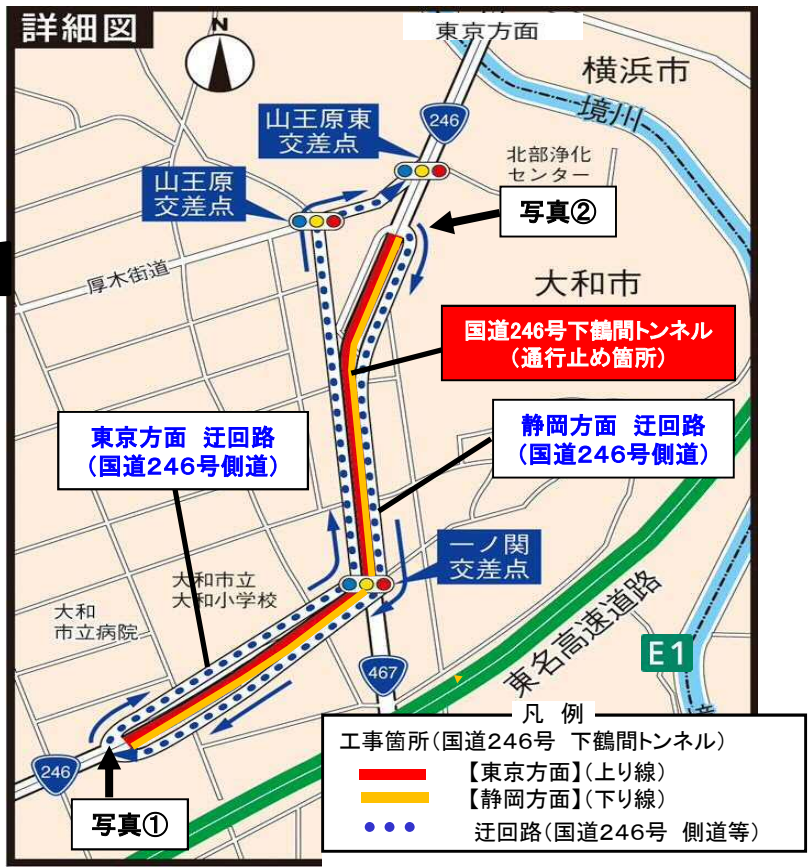 詳細図
N
東京方面
横浜市
境川
246
山王原東
交差点
北部浄化
センター
山王原
交差点
写真②
厚木街道
大和市
国道246号下鶴間トンネル
(通行止め箇所)
東京方面 迂回路
(国道246号側道)
静岡方面 迂回路
(国道246号側道)
一ノ関
交差点
大和市立
大和小学校
大和
市立病院
東名高速道路
E1
467
246
写真①
凡 例
工事箇所(国道246号 下鶴間トンネル)
【東京方面】(上り線)
【静岡方面】(下り線)
迂回路(国道246号 側道等)